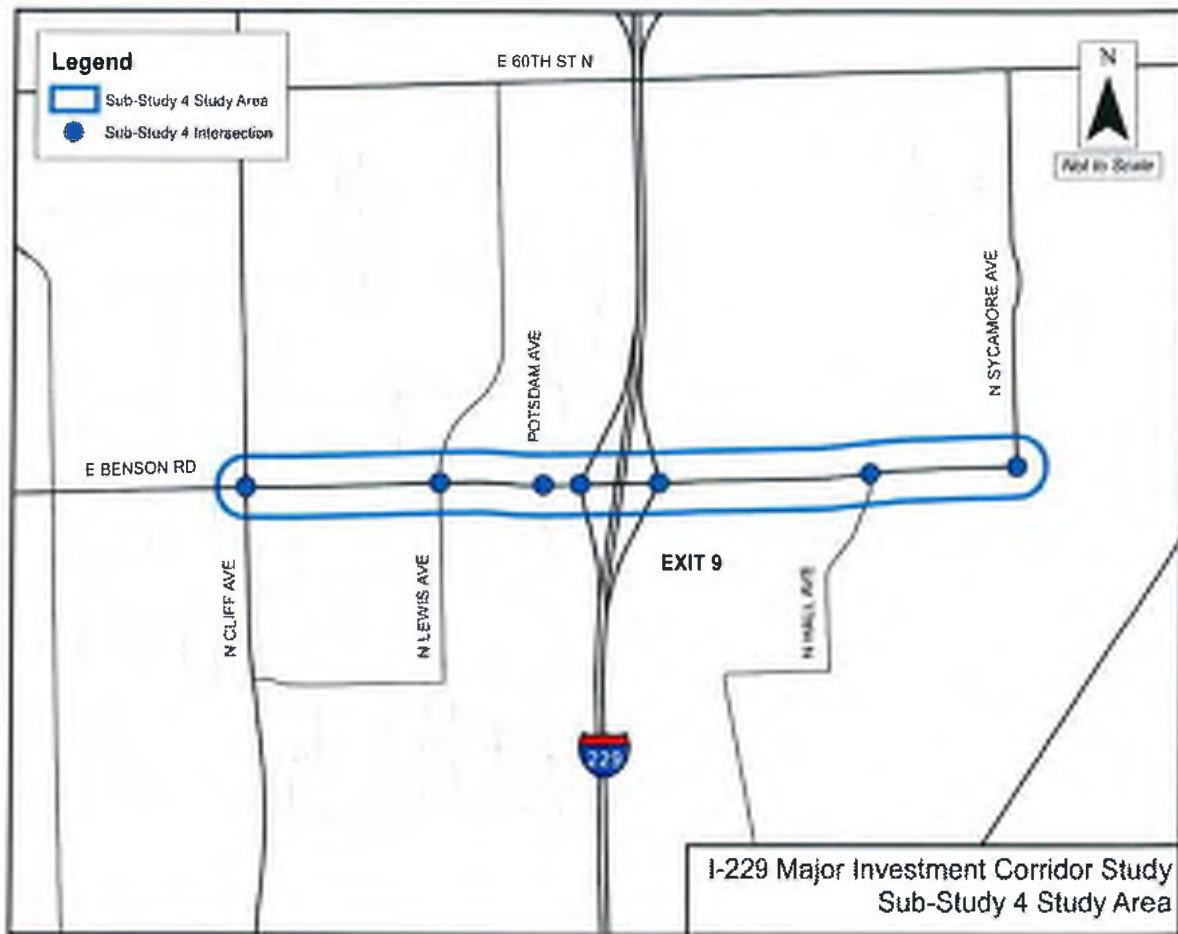 Legend
Sub-Study 4 Study Area
Sub-Study 4 Intersection
E 60TH ST N
N
Not to Scale
N SYCAMORE AVE
POTSDAM AVE
E BENSON RD
EXIT 9
N CLIFF AVE
N LEWIS AVE
N HALL AVE
229
I-229 Major Investment Corridor Study
Sub-Study 4 Study Area